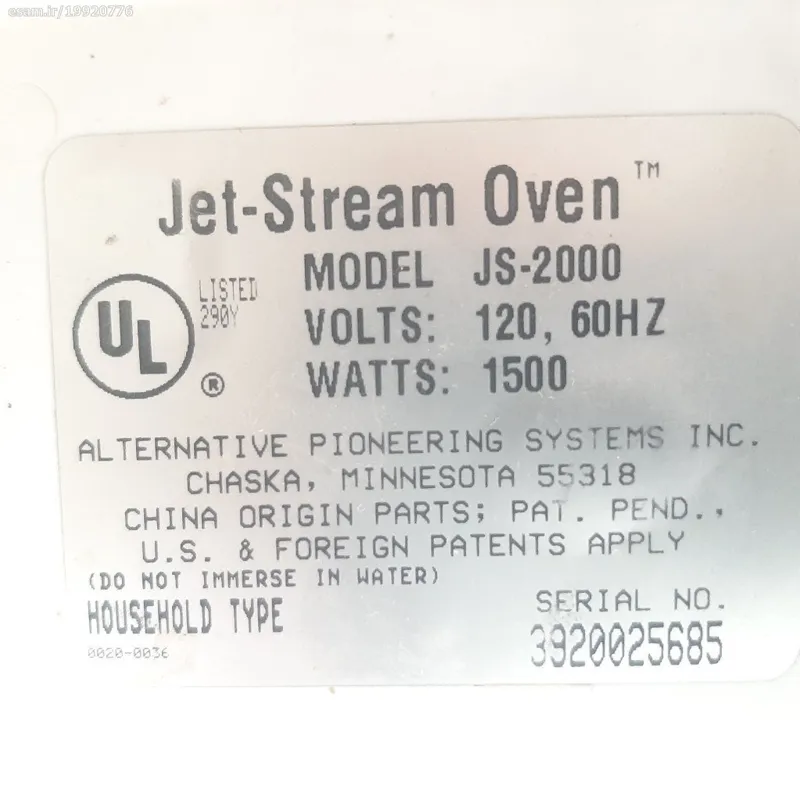 esam.ir/19920776
Jet-Stream Oven™
MODEL JS-2000
LISTED
290Y
UL
®
VOLTS: 120, 60HZ
WATTS: 1500
ALTERNATIVE PIONEERING SYSTEMS INC.
CHASKA, MINNESOTA 55318
CHINA ORIGIN PARTS; PAT. PEND.,
U.S. & FOREIGN PATENTS APPLY
(DO NOT IMMERSE IN WATER)
HOUSEHOLD TYPE
SERIAL NO.
0020-0036
3920025685